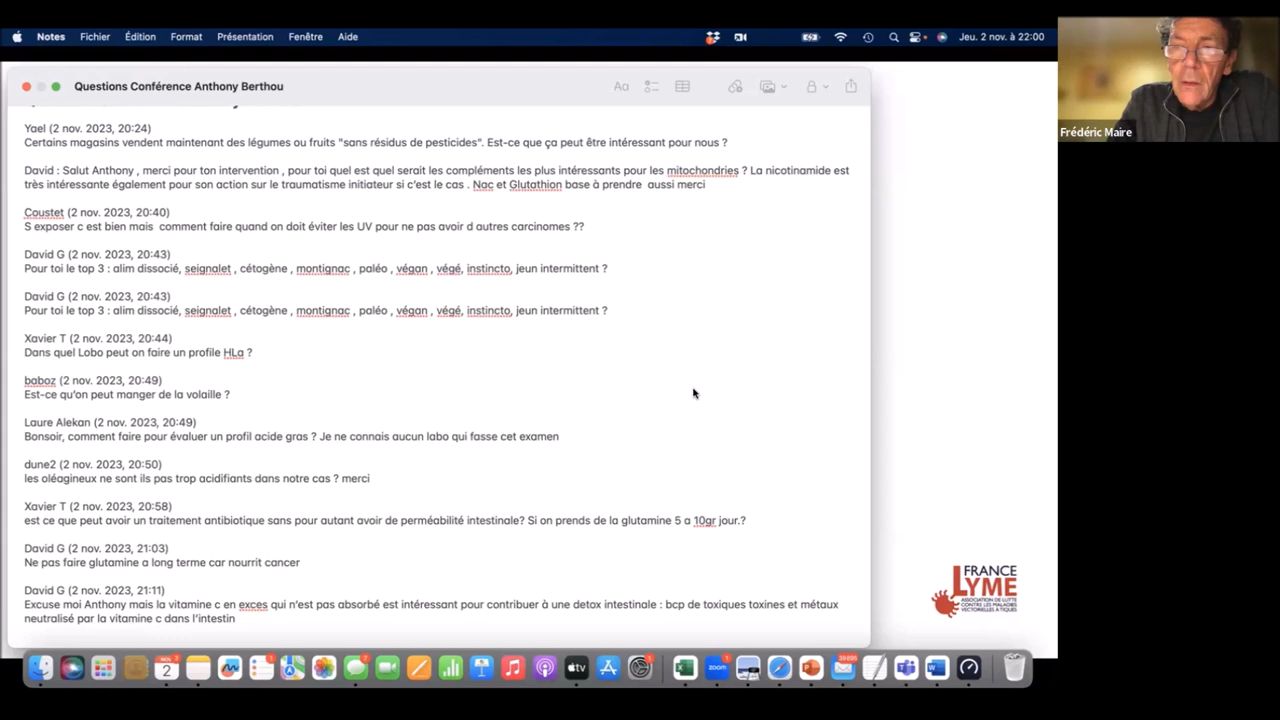 Notes Fichier Édition Format Présentation Fenêtre Aide Jeu. 2 nov. à 22:00
Questions Conférence Anthony Berthou
Aa
Yael (2 nov. 2023, 20:24)
Certains magasins vendent maintenant des légumes ou fruits "sans résidus de pesticides". Est-ce que ça peut être intéressant pour nous ?
David : Salut Anthony , merci pour ton intervention , pour toi quel est quel serait les compléments les plus intéressants pour les mitochondries ? La nicotinamide est
très intéressante également pour son action sur le traumatisme initiateur si c'est le cas . Nac et Glutathion base à prendre aussi merci
Coustet (2 nov. 2023, 20:40)
S exposer c est bien mais comment faire quand on doit éviter les UV pour ne pas avoir d autres carcinomes ??
David G (2 nov. 2023, 20:43)
Pour toi le top 3 : alim dissocié, seignalet , cétogène , montignac , paléo , végan , végé, instincto, jeun intermittent ?
David G (2 nov. 2023, 20:43)
Pour toi le top 3 : alim dissocié, seignalet , cétogène , montignac , paléo , végan , végé, instincto, jeun intermittent ?
Xavier T (2 nov. 2023, 20:44)
Dans quel Lobo peut on faire un profile HLa ?
baboz (2 nov. 2023, 20:49)
Est-ce qu'on peut manger de la volaille ?
Laure Alekan (2 nov. 2023, 20:49)
Bonsoir, comment faire pour évaluer un profil acide gras ? Je ne connais aucun labo qui fasse cet examen
dune2 (2 nov. 2023, 20:50)
les oléagineux ne sont ils pas trop acidifiants dans notre cas ? merci
Xavier T (2 nov. 2023, 20:58)
est ce que peut avoir un traitement antibiotique sans pour autant avoir de perméabilité intestinale? Si on prends de la glutamine 5 a 10gr jour.?
David G (2 nov. 2023, 21:03)
Ne pas faire glutamine a long terme car nourrit cancer
David G (2 nov. 2023, 21:11)
Excuse moi Anthony mais la vitamine c en exces qui n'est pas absorbé est intéressant pour contribuer à une detox intestinale : bcp de toxiques toxines et métaux
neutralisé par la vitamine c dans l'intestin
FRANCE
LYME
ASSOCIATION DE LUTTE
CONTRE LES MALADIES
VECTORIELLES À TIQUES
Frédéric Maire
zoom
tv